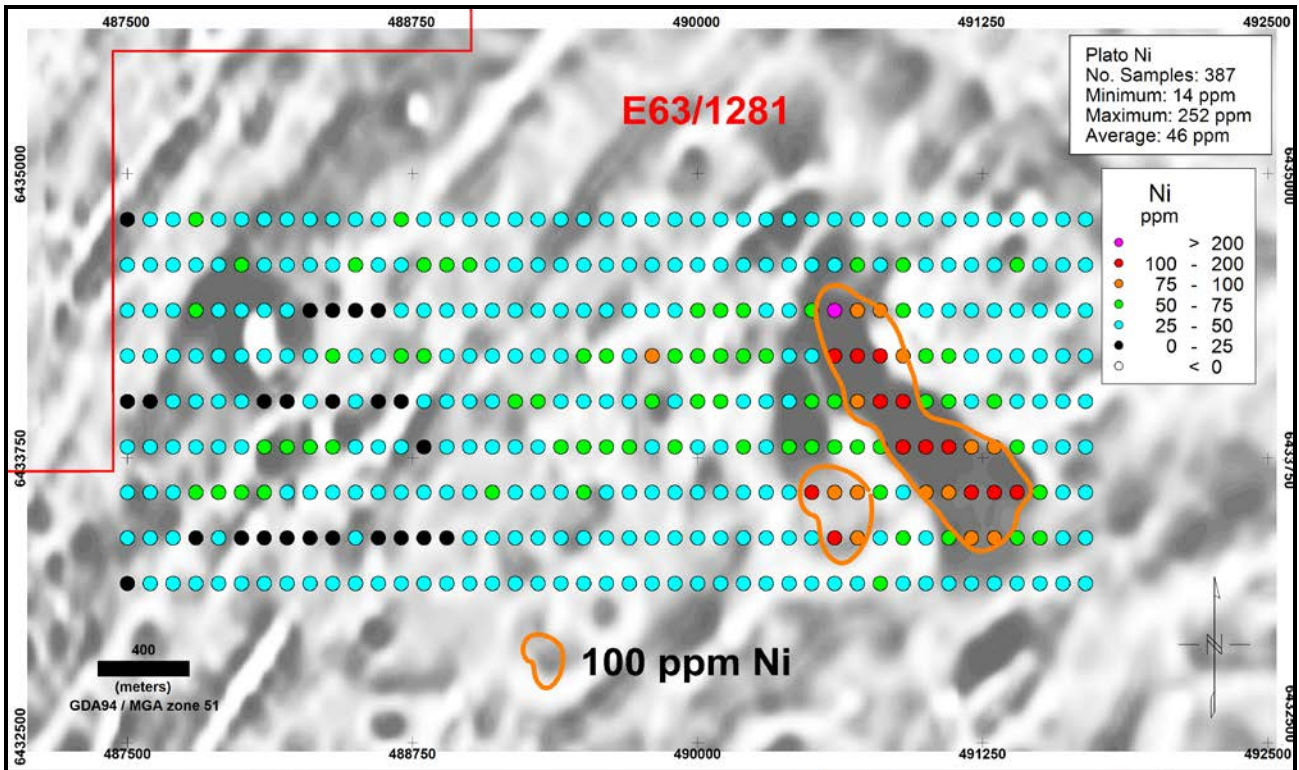 487500 488750 490000 491250 492500
Plato Ni
No. Samples: 387
Minimum: 14 ppm
Maximum: 252 ppm
Average: 46 ppm
E63/1281
6435000 6435000
Ni
ppm
> 200
100 - 200
75 - 100
50 - 75
25 - 50
0 - 25
< 0
6433750 6433750
100 ppm Ni
400
(meters)
GDA94 / MGA zone 51
N
6432500 6432500
487500 488750 490000 491250 492500